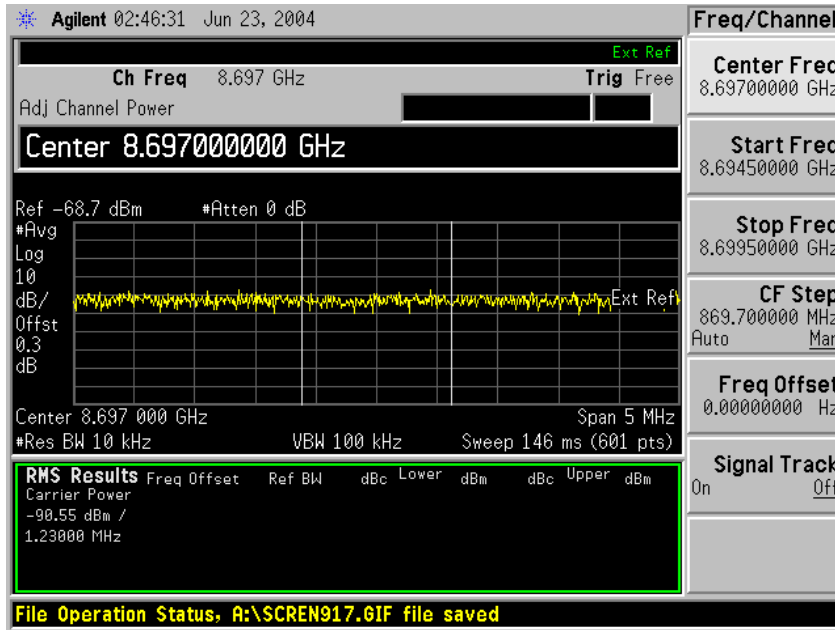 Agilent 02:46:31 Jun 23, 2004
Freq/Channel
Ext Ref
Ch Freq 8.697 GHz Trig Free
Adj Channel Power
Center 8.697000000 GHz
Ref -68.7 dBm #Atten 0 dB
#Avg
Log
10
dB/
Offst
0.3
dB
Ext Ref
Center 8.697 000 GHz Span 5 MHz
#Res BW 10 kHz VBW 100 kHz Sweep 146 ms (601 pts)
RMS Results Freq Offset Ref BW dBc Lower dBm dBc Upper dBm
Carrier Power
-90.55 dBm /
1.23000 MHz
File Operation Status, A:\SCREN917.GIF file saved
Center Freq
8.69700000 GHz
Start Freq
8.69450000 GHz
Stop Freq
8.69950000 GHz
CF Step
869.700000 MHz
Auto Man
Freq Offset
0.00000000 Hz
Signal Track
On Off